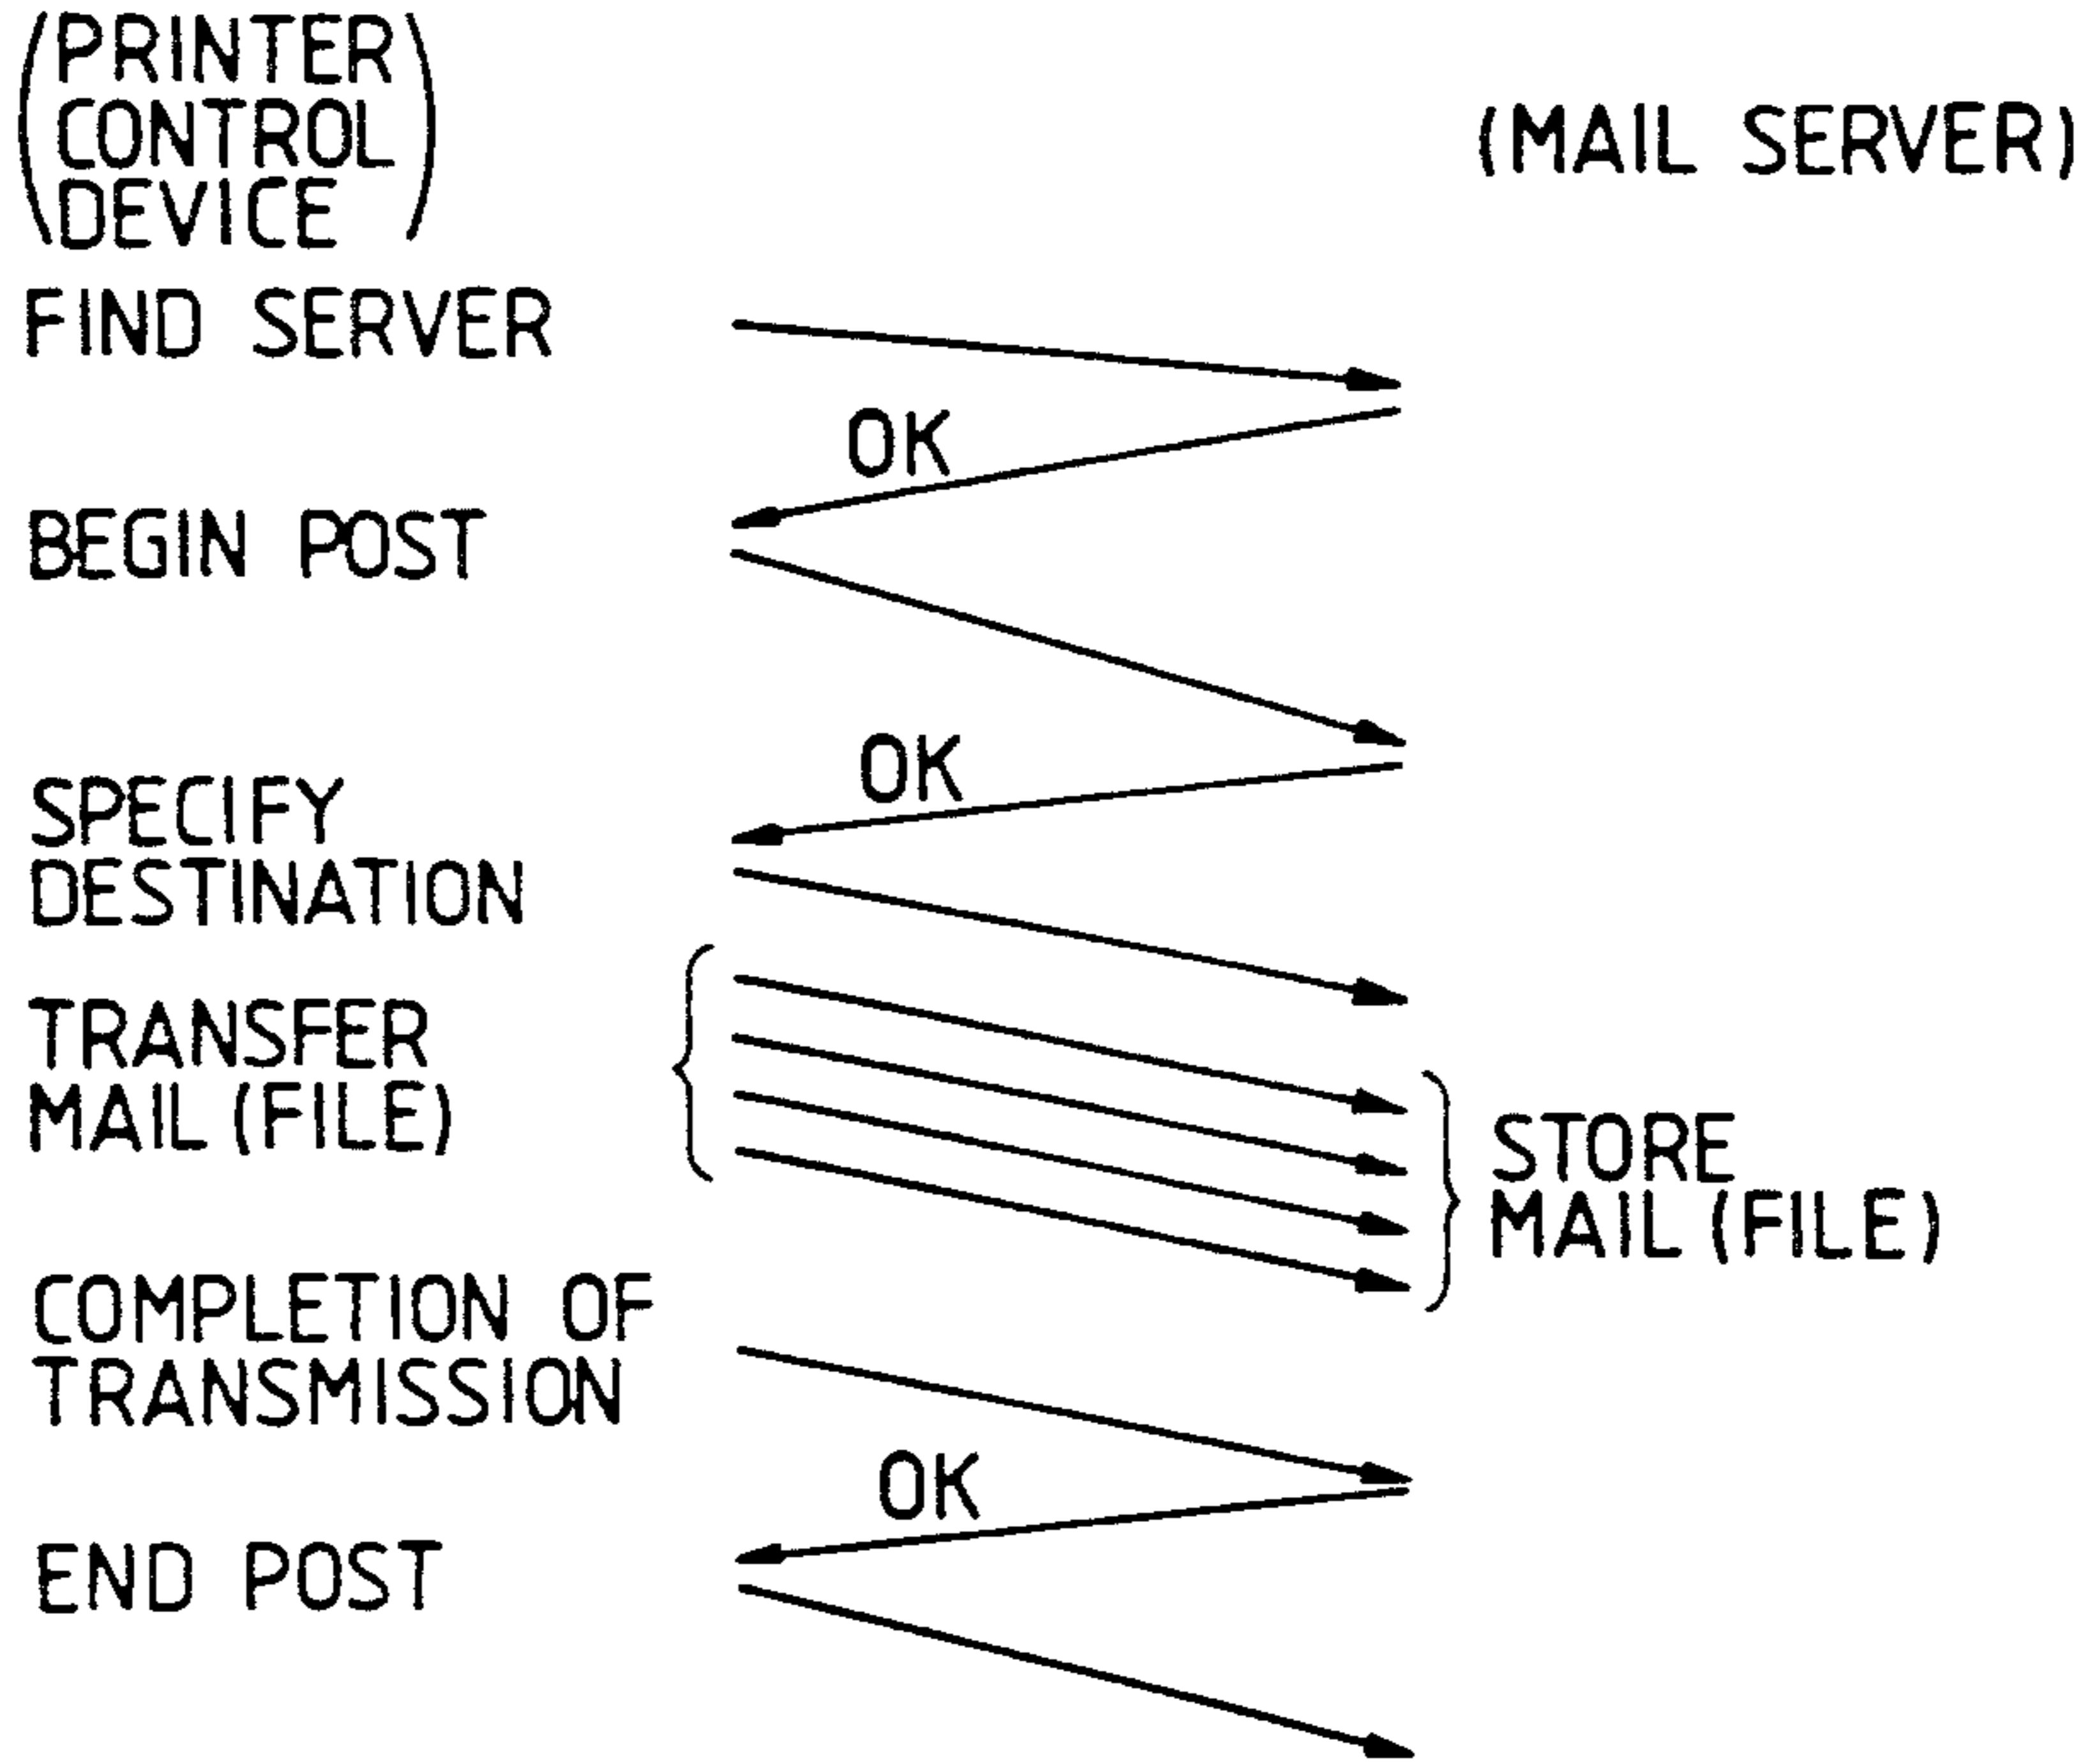 (PRINTER
CONTROL
DEVICE)
(MAIL SERVER)
FIND SERVER
OK
BEGIN POST
OK
SPECIFY
DESTINATION
TRANSFER
MAIL (FILE)
STORE
MAIL (FILE)
COMPLETION OF
TRANSMISSION
OK
END POST